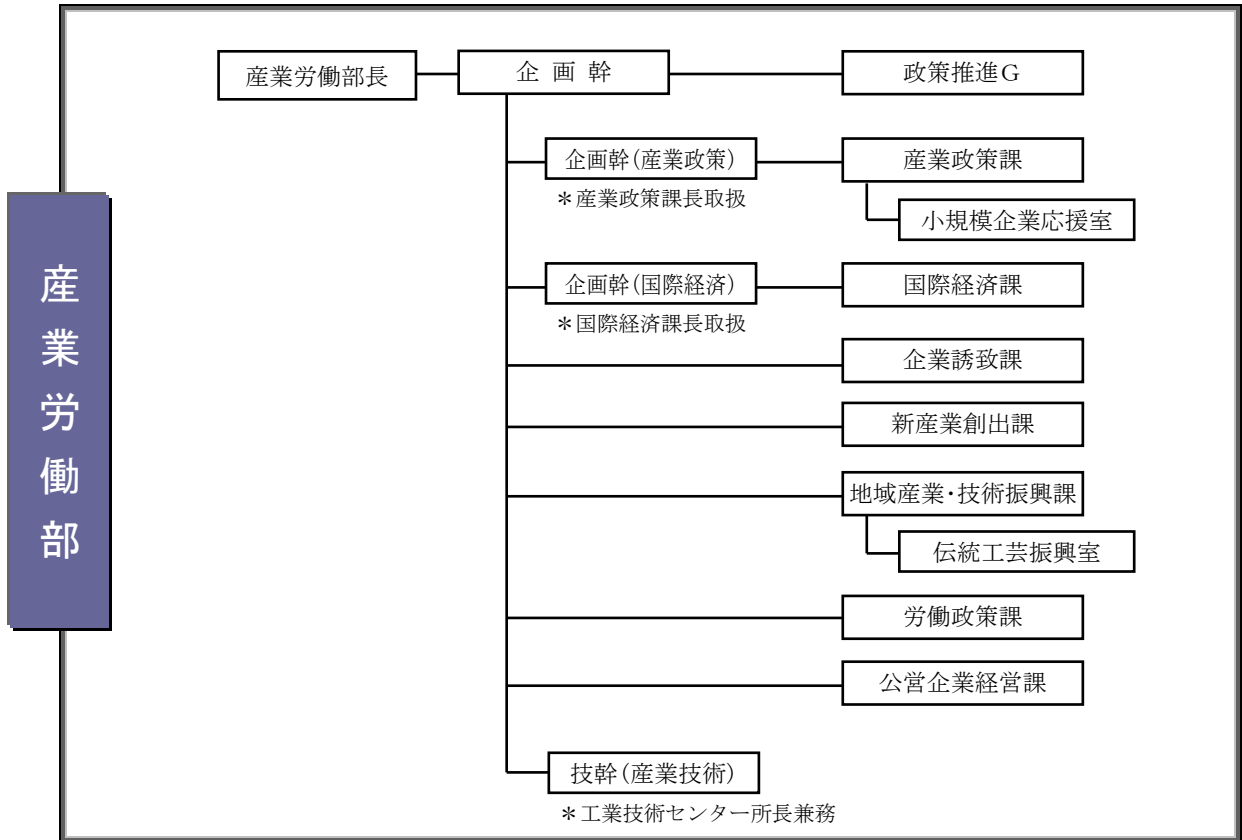 産業労働部
産業労働部長
企画幹
政策推進G
企画幹(産業政策)
産業政策課
＊産業政策課長取扱
小規模企業応援室
企画幹(国際経済)
国際経済課
＊国際経済課長取扱
企業誘致課
新産業創出課
地域産業・技術振興課
伝統工芸振興室
労働政策課
公営企業経営課
技幹(産業技術)
＊工業技術センター所長兼務